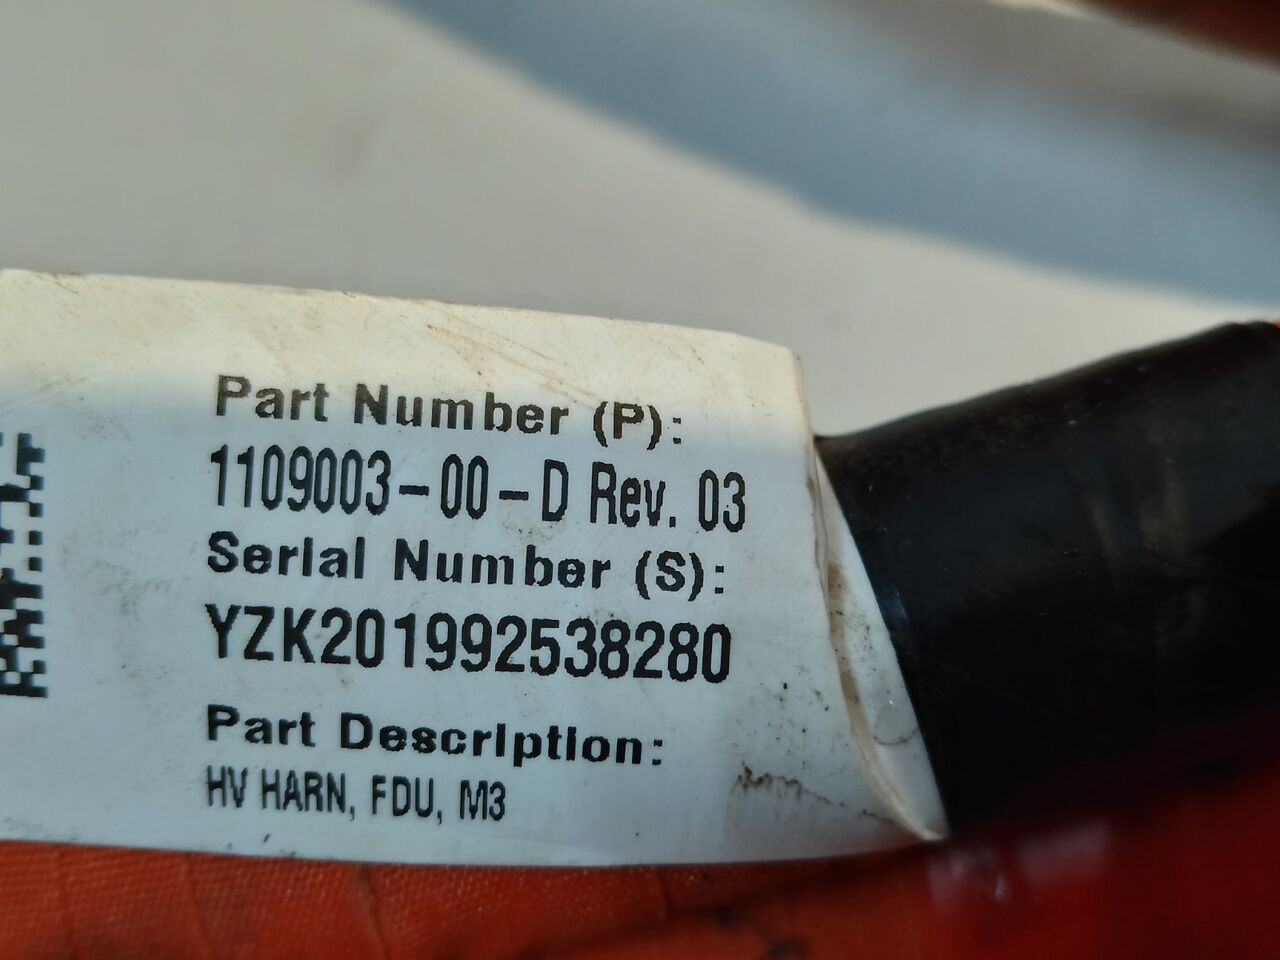 Part Number (P):
1109003-00-D Rev. 03
Serial Number (S):
YZK201992538280
Part Description:
HV HARN, FDU, M3